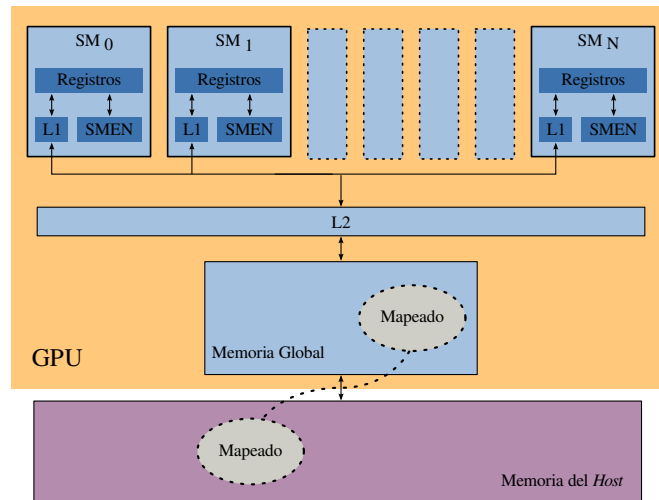 SM 0
SM 1
SM N
Registros
Registros
Registros
L1
SMEN
L1
SMEN
L1
SMEN
L2
Mapeado
Memoria Global
GPU
Mapeado
Memoria del Host